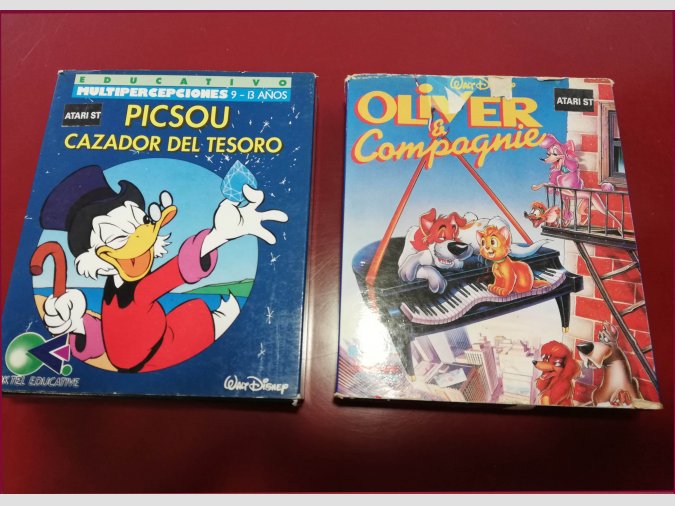 EDUCATIVO
MULTIPERCEPCIONES 9 - 13 AÑOS
ATARI ST
PICSOU
CAZADOR DEL TESORO
TEL EDUCATIVE
WALT DISNEY
WALT DISNEY
OLIVER
&
Compagnie
ATARI ST